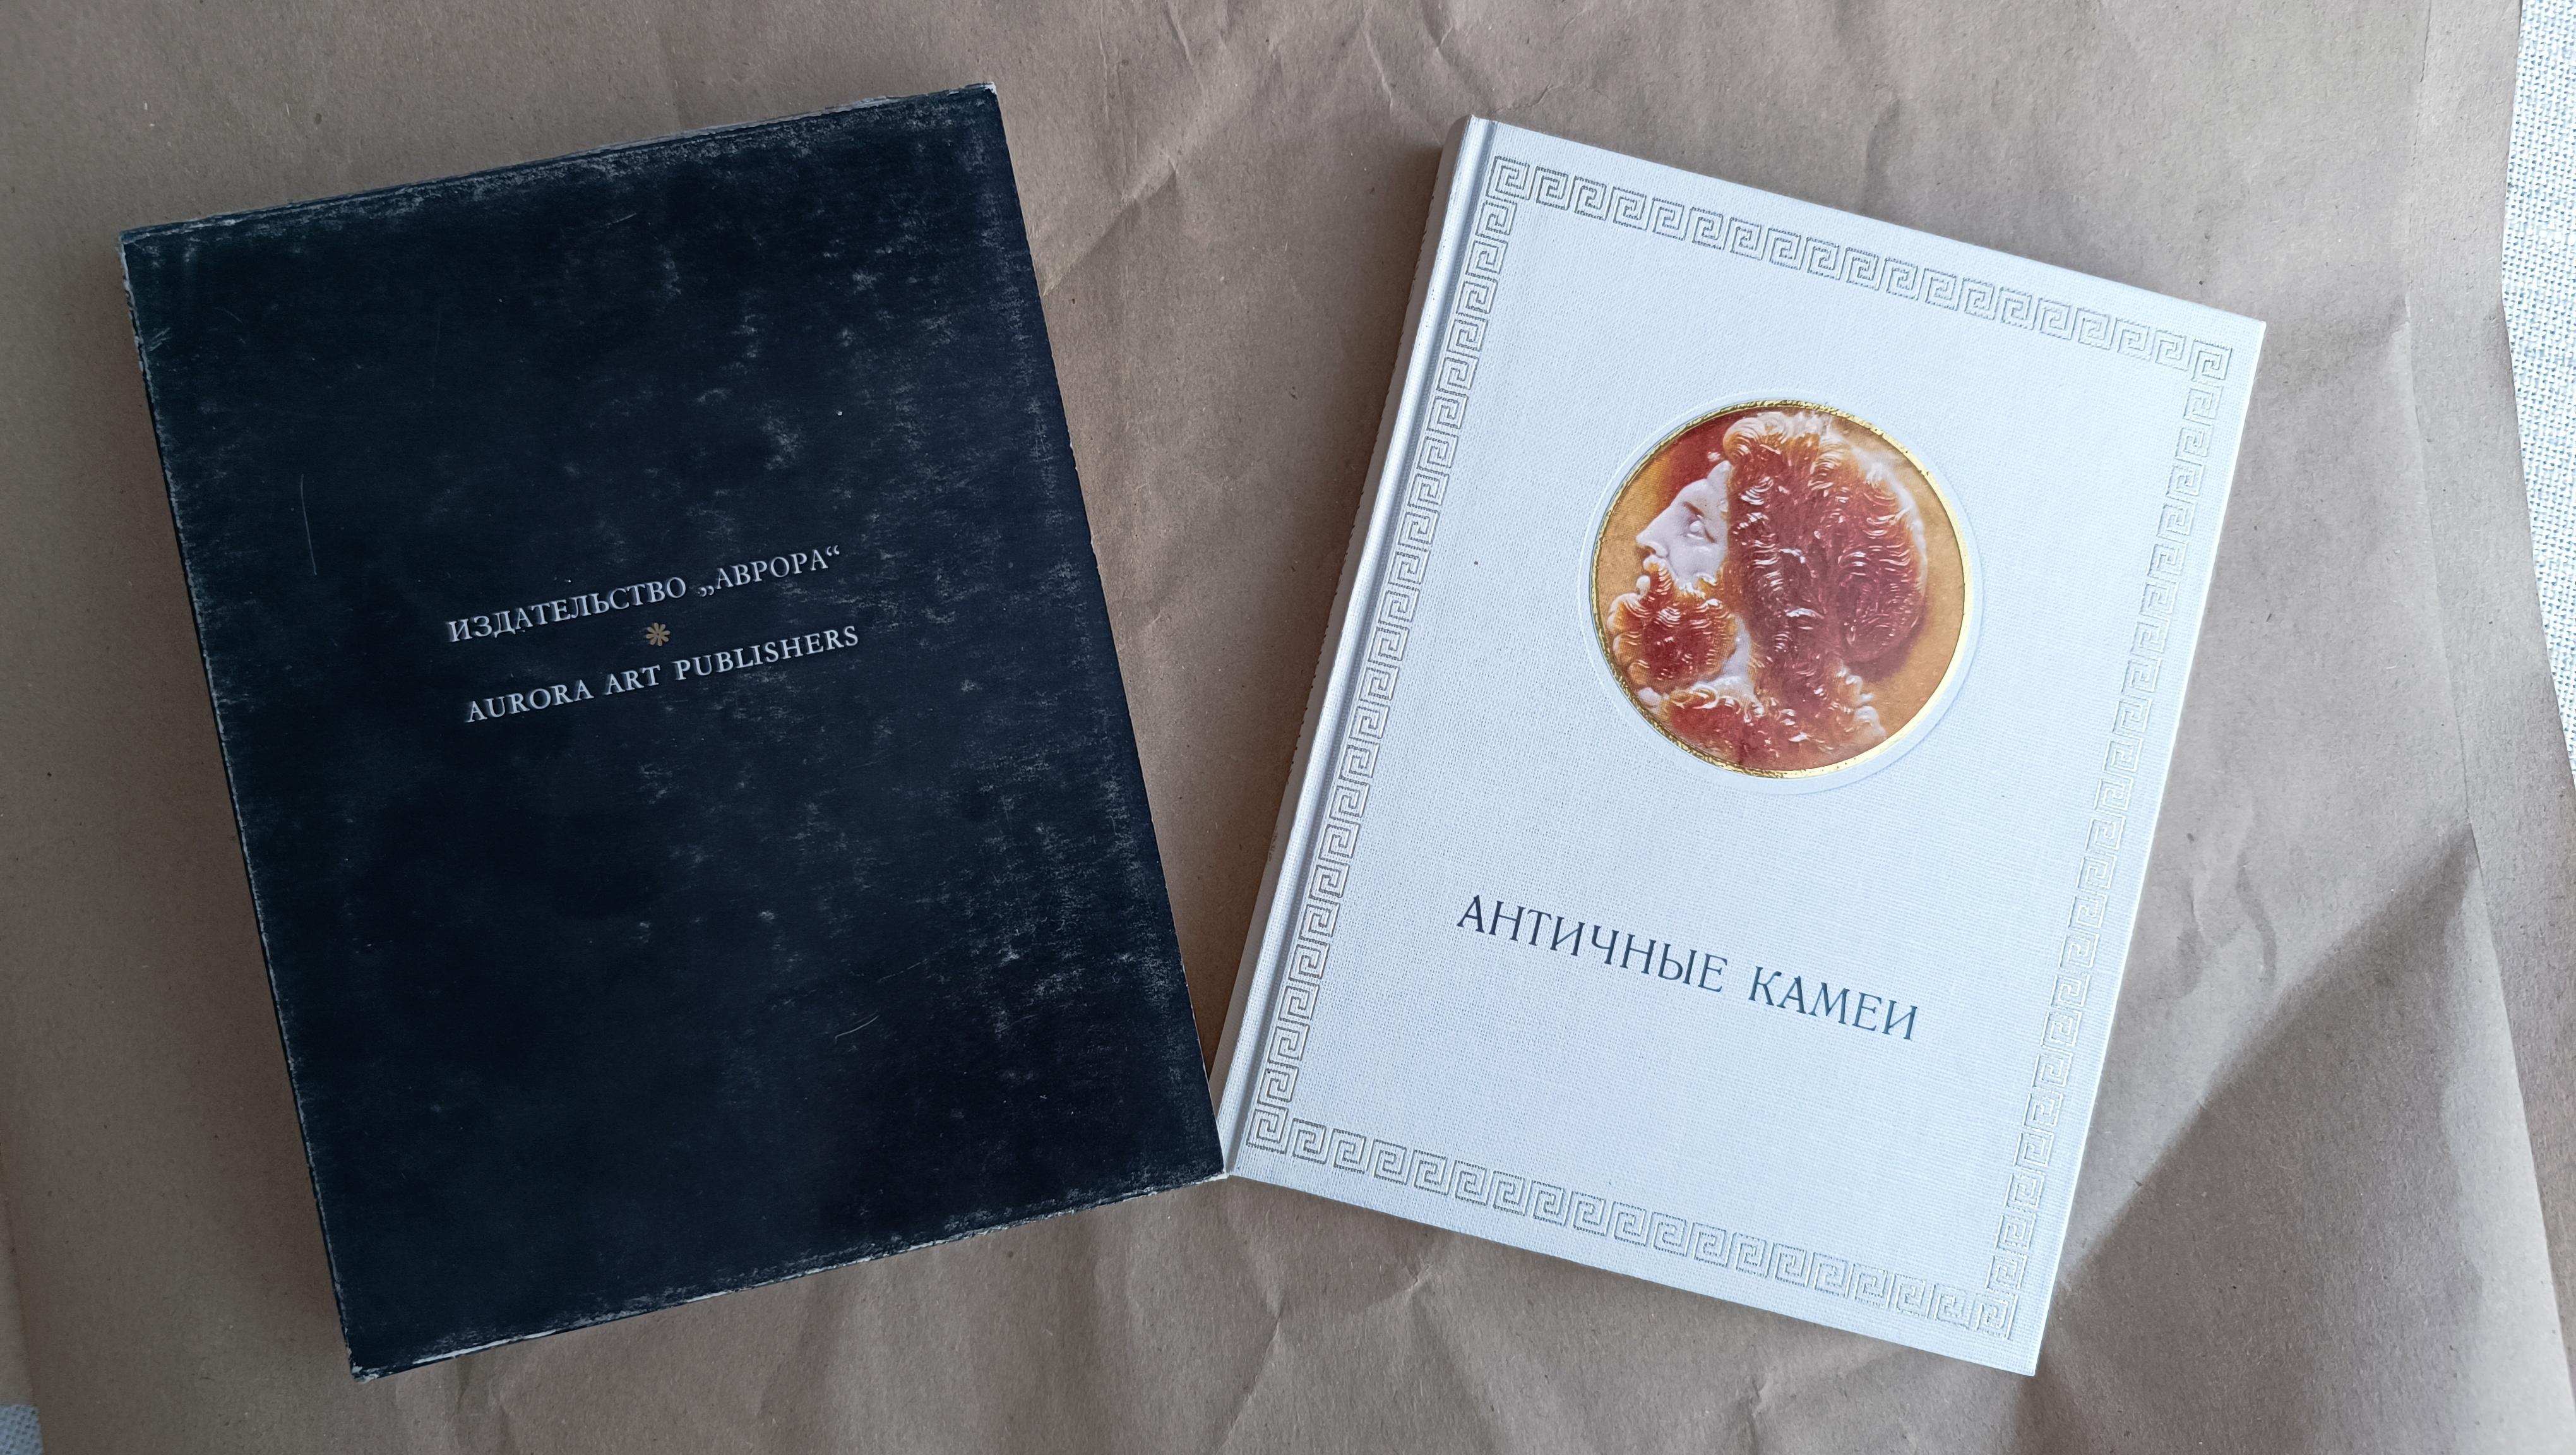 ИЗДАТЕЛЬСТВО „АВРОРА“
AURORA ART PUBLISHERS
АНТИЧНЫЕ КАМЕИ